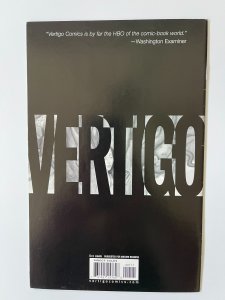 "Vertigo Comics is by far the HBO of the comic-book world."
—Washington Examiner
VERTIGO
vertigocomics.com